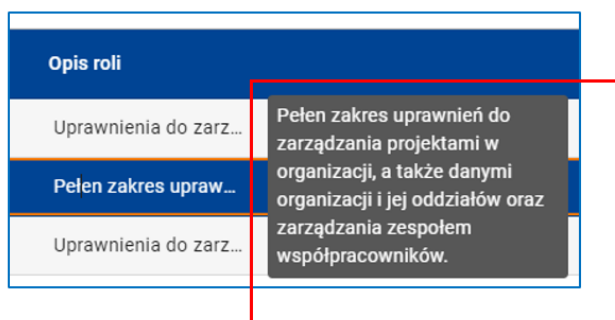 Opis roli
Uprawnienia do zarz...
Pełen zakres upraw...
Uprawnienia do zarz...
Pełen zakres uprawnień do
zarządzania projektami w
organizacji, a także danymi
organizacji i jej oddziałów oraz
zarządzania zespołem
współpracowników.